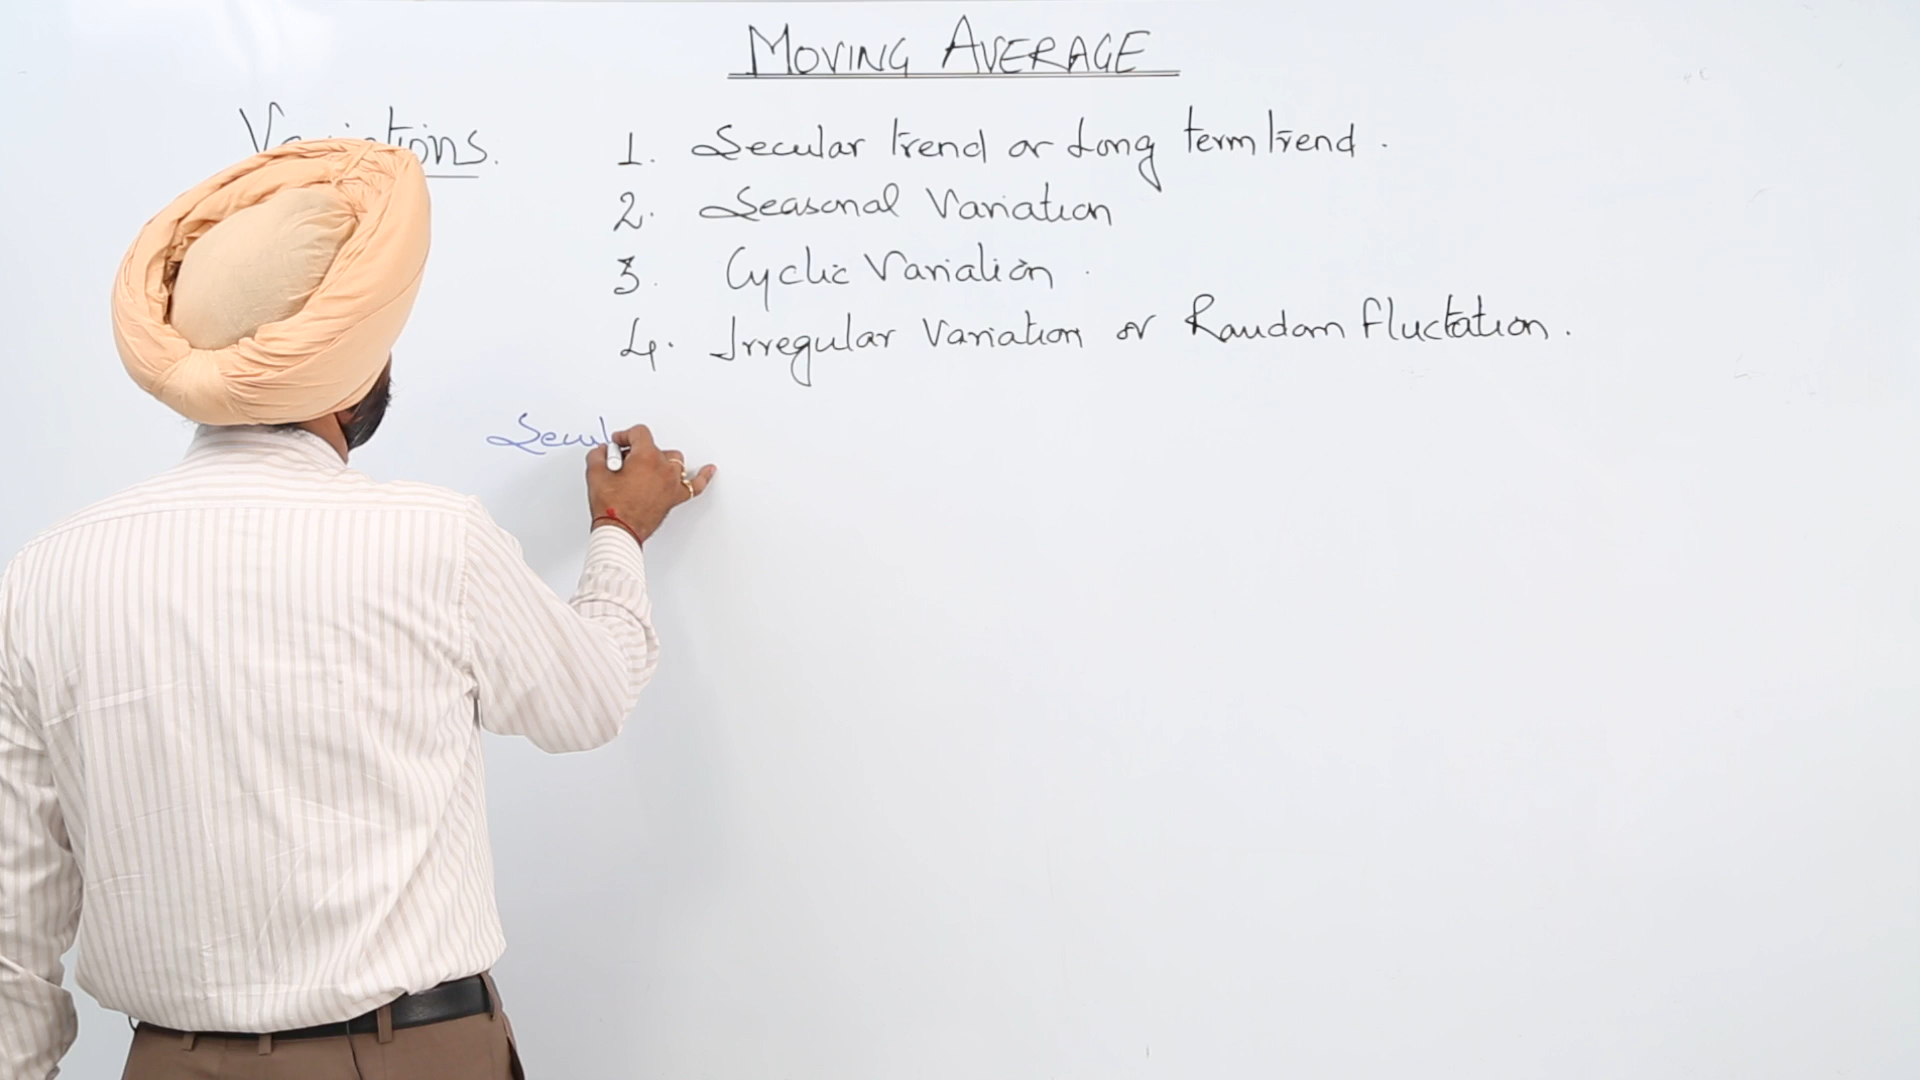 MOVING AVERAGE
Variations.
1. Secular trend or Long term trend.
2. Seasonal Variation
3. Cyclic Variation.
4. Irregular Variation or Random fluctation.
Secul